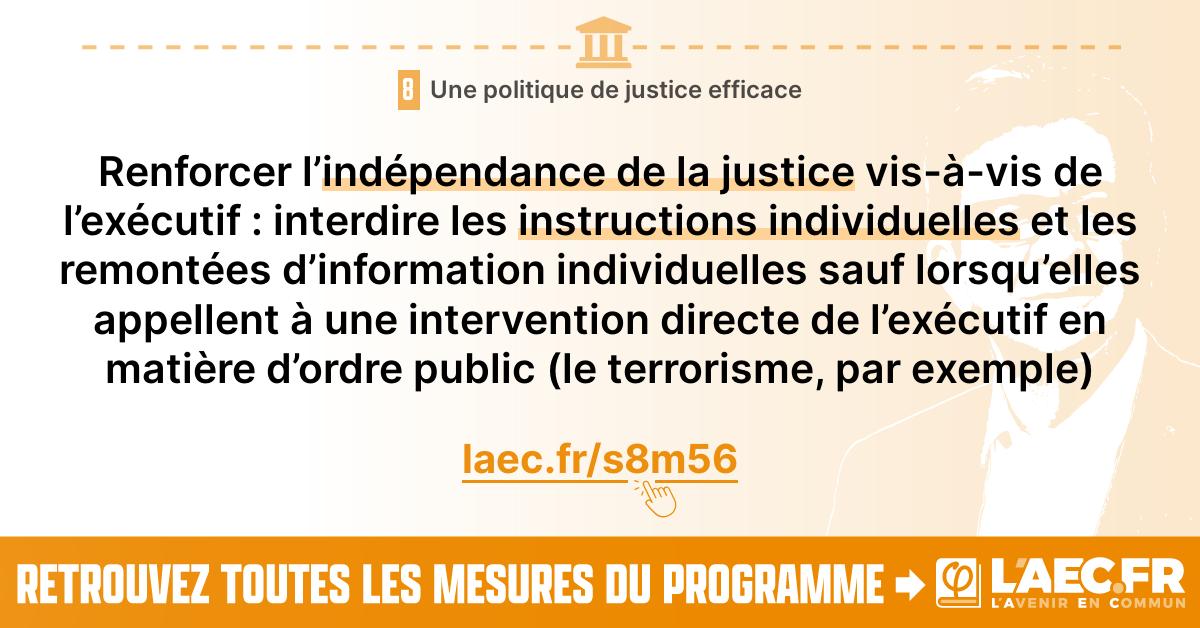 8 Une politique de justice efficace
Renforcer l’indépendance de la justice vis-à-vis de
l’exécutif : interdire les instructions individuelles et les
remontées d’information individuelles sauf lorsqu’elles
appellent à une intervention directe de l’exécutif en
matière d’ordre public (le terrorisme, par exemple)
laec.fr/s8m56
RETROUVEZ TOUTES LES MESURES DU PROGRAMME
φ L’AEC.FR
L’AVENIR EN COMMUN